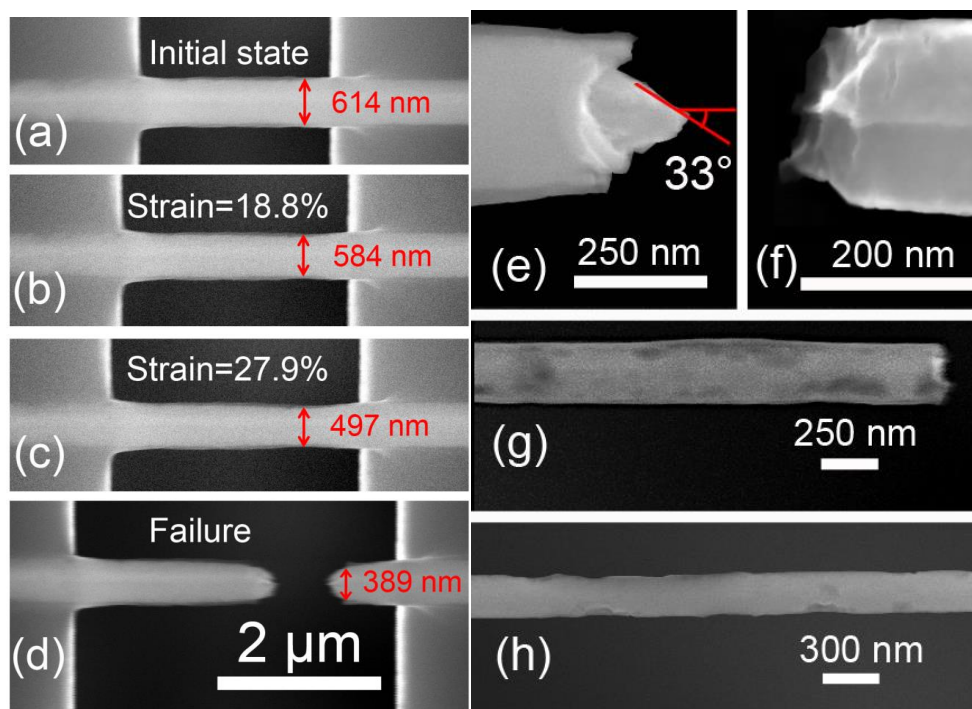 Initial state
614 nm
(a)
Strain=18.8%
584 nm
(b)
Strain=27.9%
497 nm
(c)
Failure
389 nm
2 μm
(d)
33°
(e)
250 nm
(f)
200 nm
(g)
250 nm
(h)
300 nm